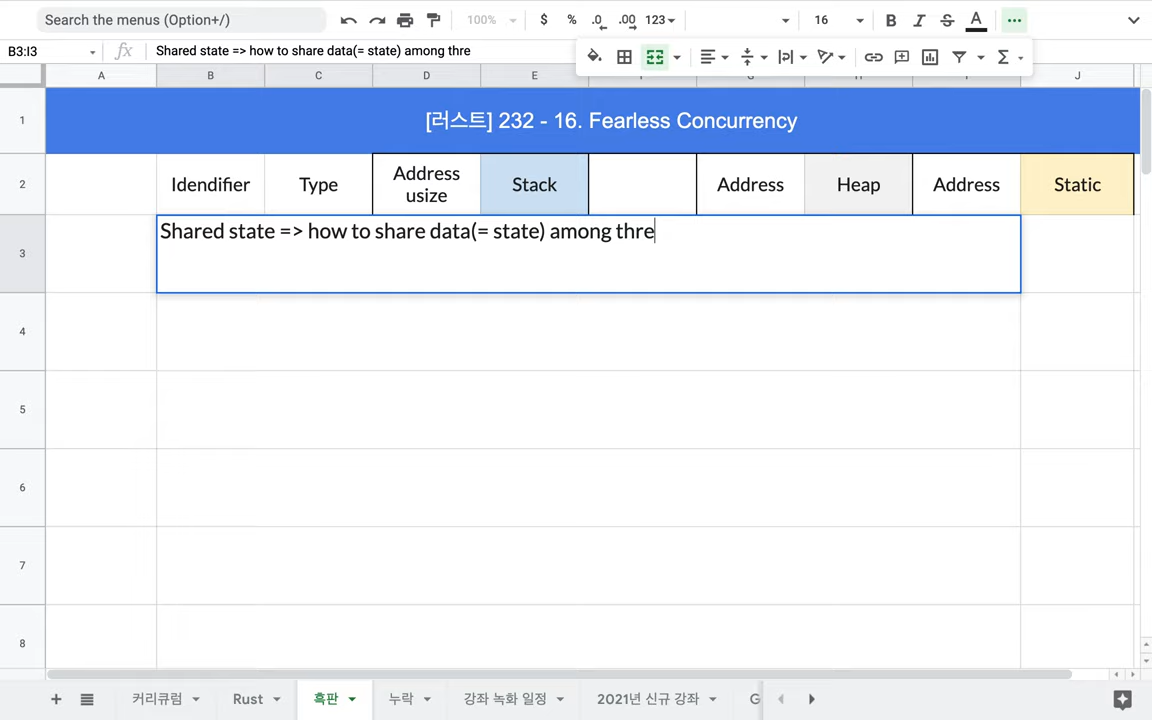 Search the menus (Option+/)
100%
$ % .0 .00 123
16
B I S A
B3:I3
fx
Shared state => how to share data(= state) among thre
A B C D E J
1
[러스트] 232 - 16. Fearless Concurrency
2
Idenifier
Type
Address
usize
Stack
Address
Heap
Address
Static
3
Shared state => how to share data(= state) among thre
4
5
6
7
8
커리큘럼
Rust
흑판
누락
강좌 녹화 일정
2021년 신규 강좌